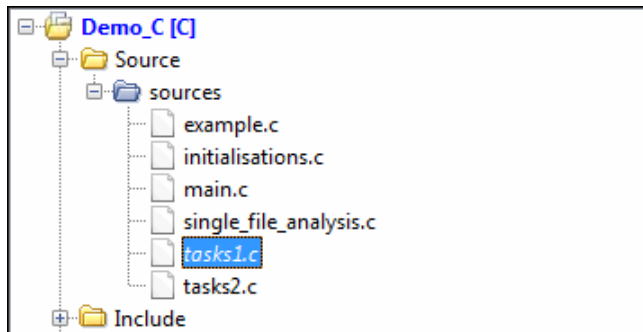 Demo_C [C]
Source
sources
example.c
initialisations.c
main.c
single_file_analysis.c
tasks1.c
tasks2.c
Include